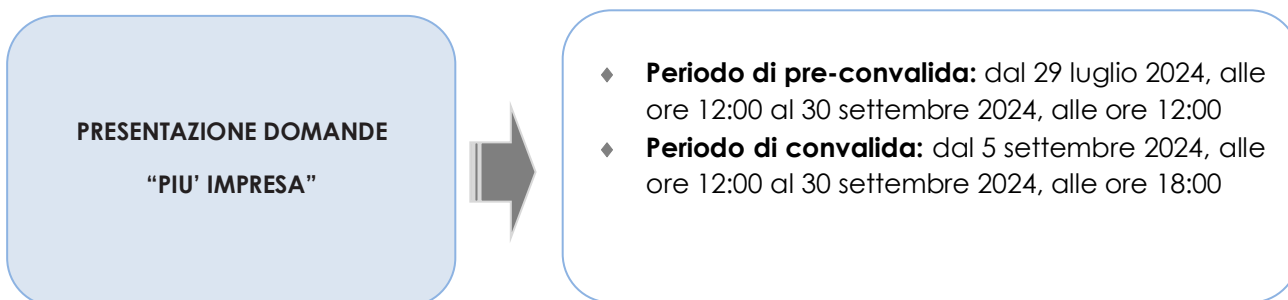 PRESENTAZIONE DOMANDE
“PIU’ IMPRESA”
♦ Periodo di pre-convalida: dal 29 luglio 2024, alle
ore 12:00 al 30 settembre 2024, alle ore 12:00
♦ Periodo di convalida: dal 5 settembre 2024, alle
ore 12:00 al 30 settembre 2024, alle ore 18:00